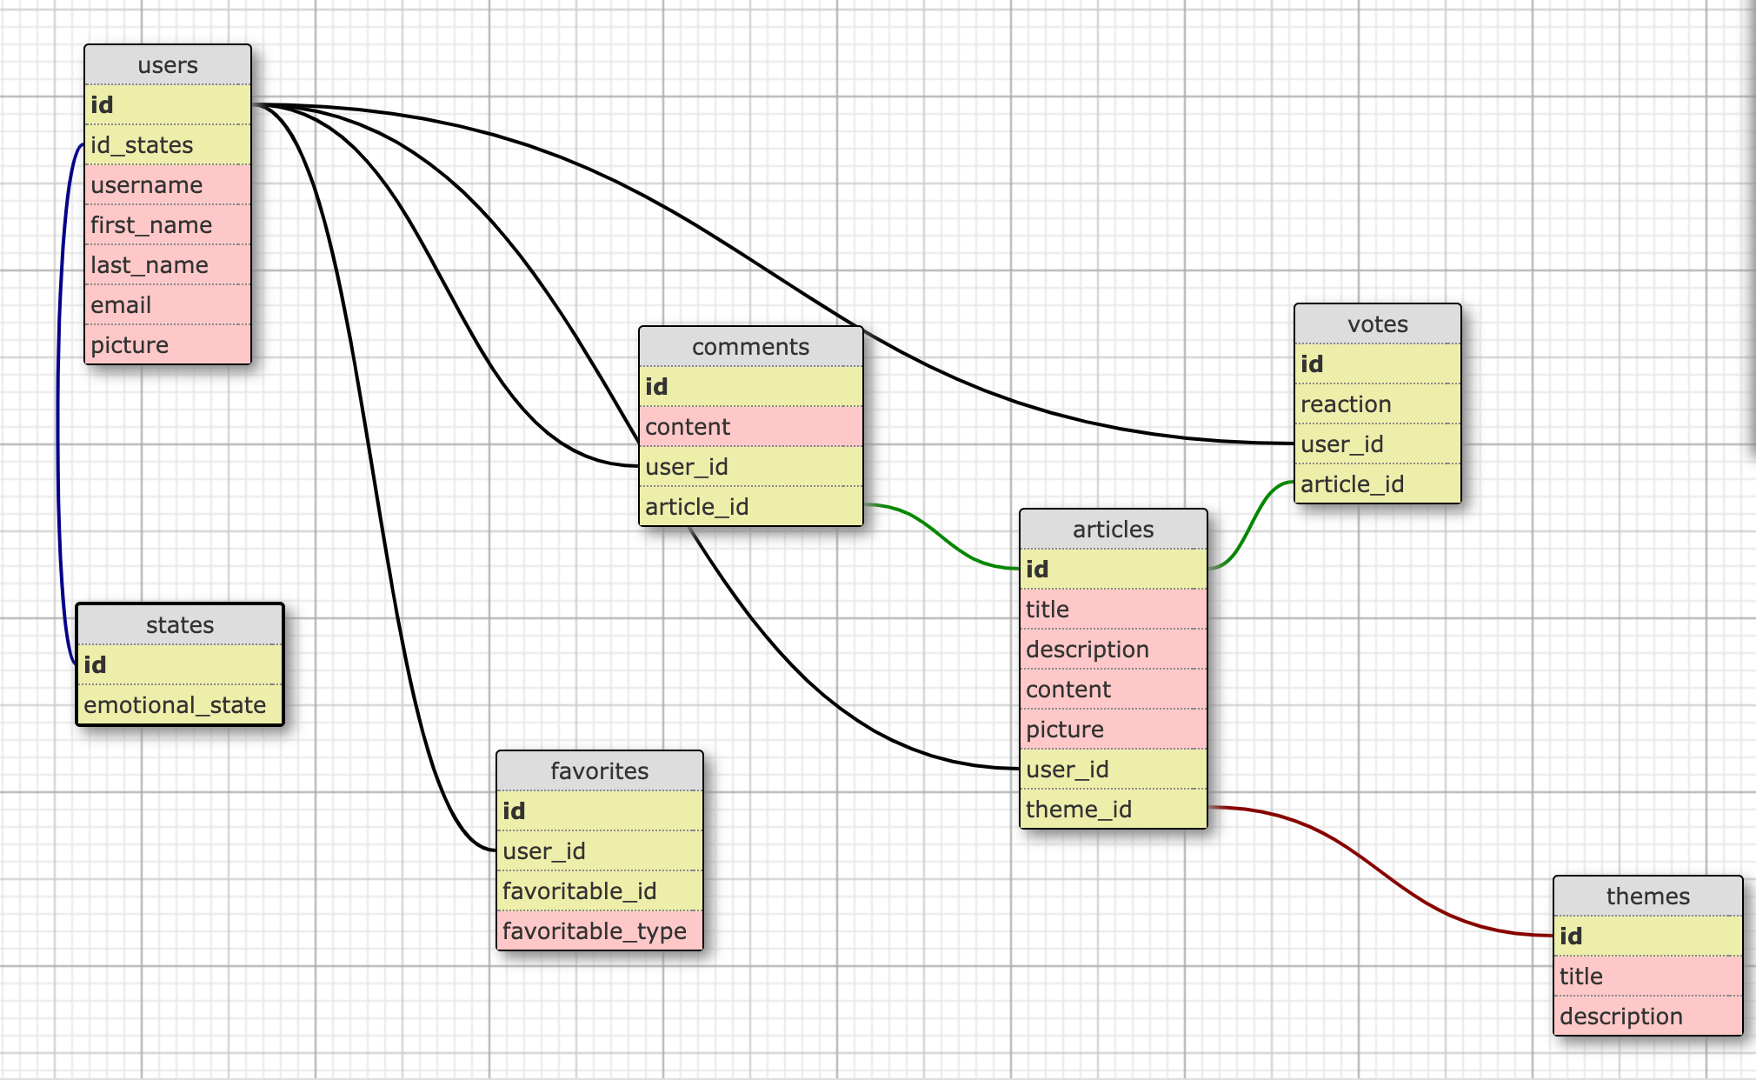 users
id
id_states
username
first_name
last_name
email
picture
comments
id
content
user_id
article_id
votes
id
reaction
user_id
article_id
articles
id
title
description
content
picture
user_id
theme_id
states
id
emotional_state
favorites
id
user_id
favoritable_id
favoritable_type
themes
id
title
description